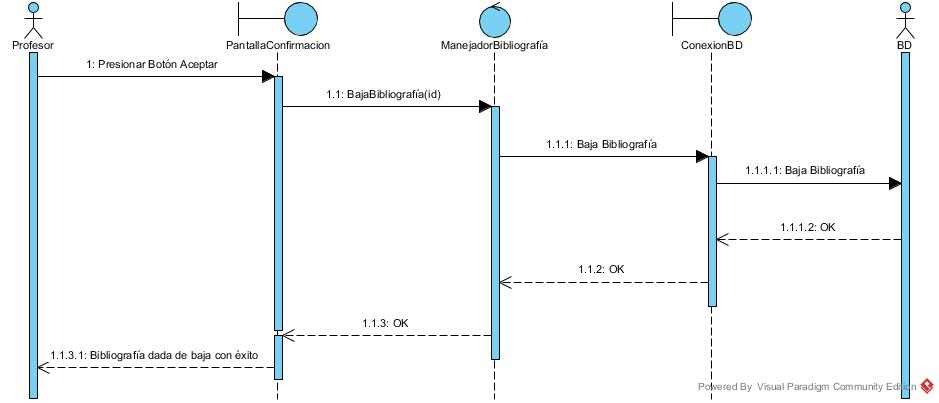 Profesor
PantallaConfirmacion
ManejadorBibliografía
ConexionBD
BD
1: Presionar Botón Aceptar
1.1: BajaBibliografía(id)
1.1.1: Baja Bibliografía
1.1.1.1: Baja Bibliografía
1.1.1.2: OK
1.1.2: OK
1.1.3: OK
1.1.3.1: Bibliografía dada de baja con éxito
Powered By Visual Paradigm Community Edition